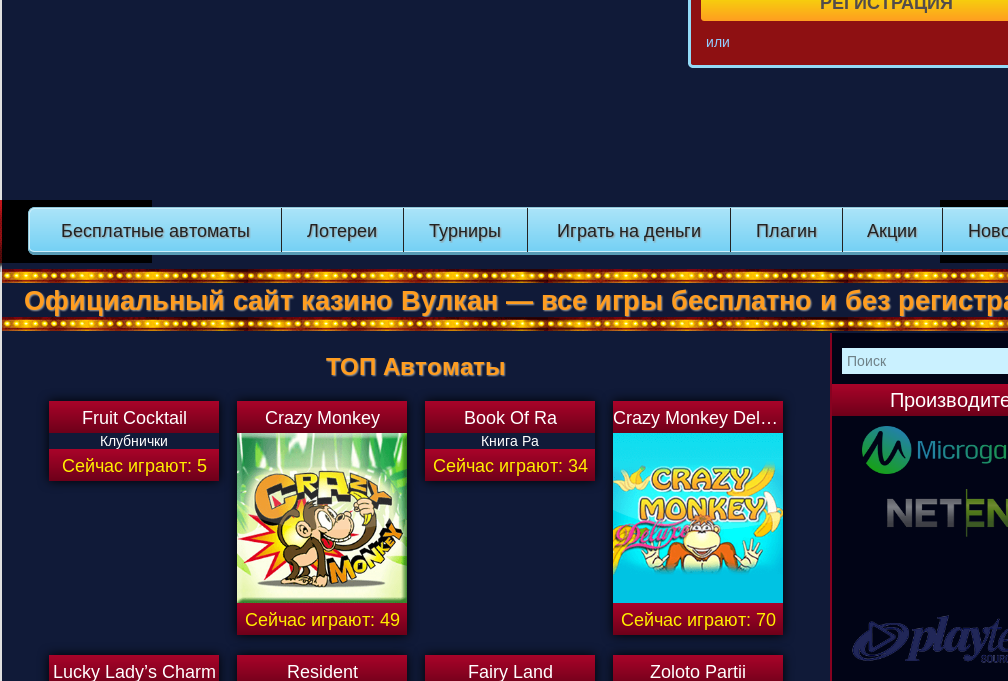 РЕГИСТРАЦИЯ
или
Бесплатные автоматы Лотереи Турниры Играть на деньги Плагин Акции Ново
Официальный сайт казино Вулкан — все игры бесплатно и без регистра
ТОП Автоматы
Поиск
Производите
Fruit Cocktail
Клубнички
Сейчас играют: 5
Crazy Monkey
CRAZY
MONKEY
Сейчас играют: 49
Book Of Ra
Книга Ра
Сейчас играют: 34
Crazy Monkey Del…
CRAZY
MONKEY
Deluxe
Сейчас играют: 70
Microga
NETEN
playte
SOUR
Lucky Lady’s Charm
Resident
Fairy Land
Zoloto Partii